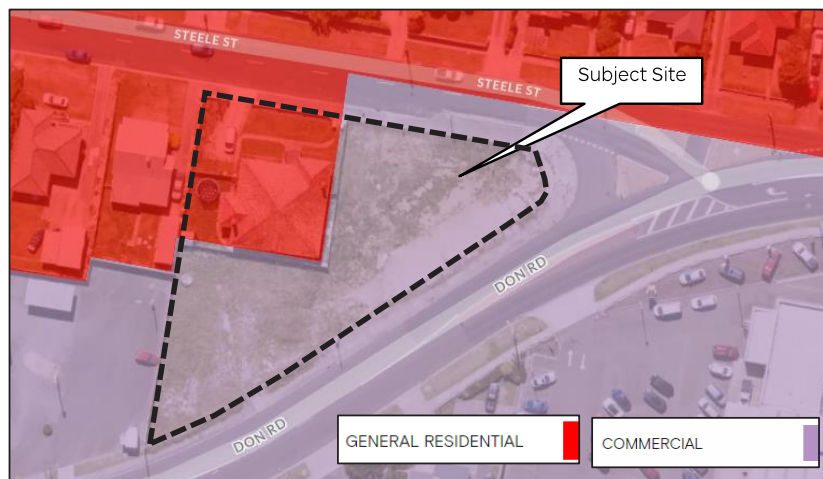 STEELE ST
STEELE ST
Subject Site
DON RD
DON RD
GENERAL RESIDENTIAL
COMMERCIAL